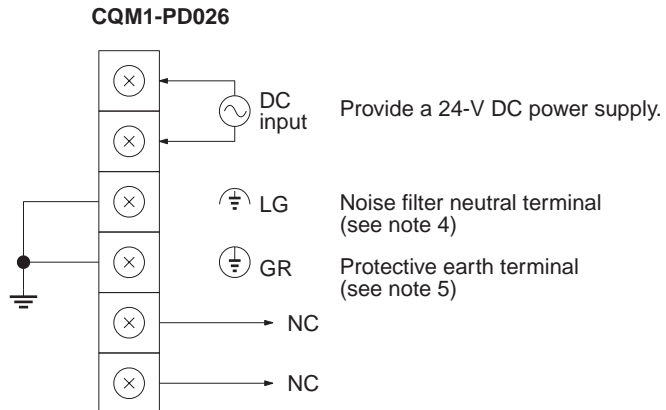 CQM1-PD026
DC
input
Provide a 24-V DC power supply.
LG
Noise filter neutral terminal
(see note 4)
GR
Protective earth terminal
(see note 5)
NC
NC